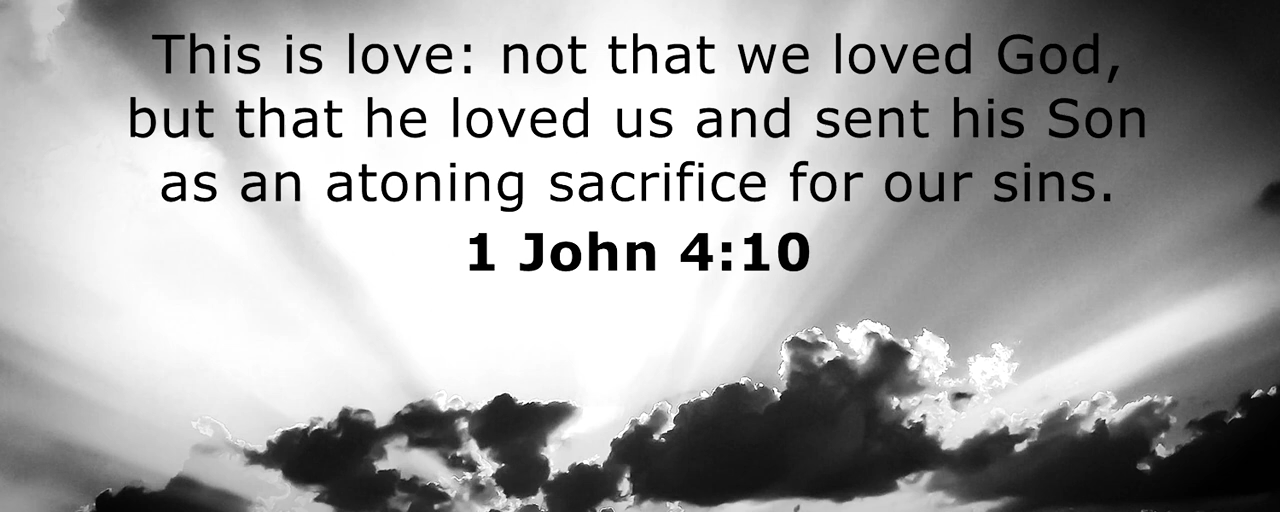 This is love: not that we loved God,
but that he loved us and sent his Son
as an atoning sacrifice for our sins.
1 John 4:10